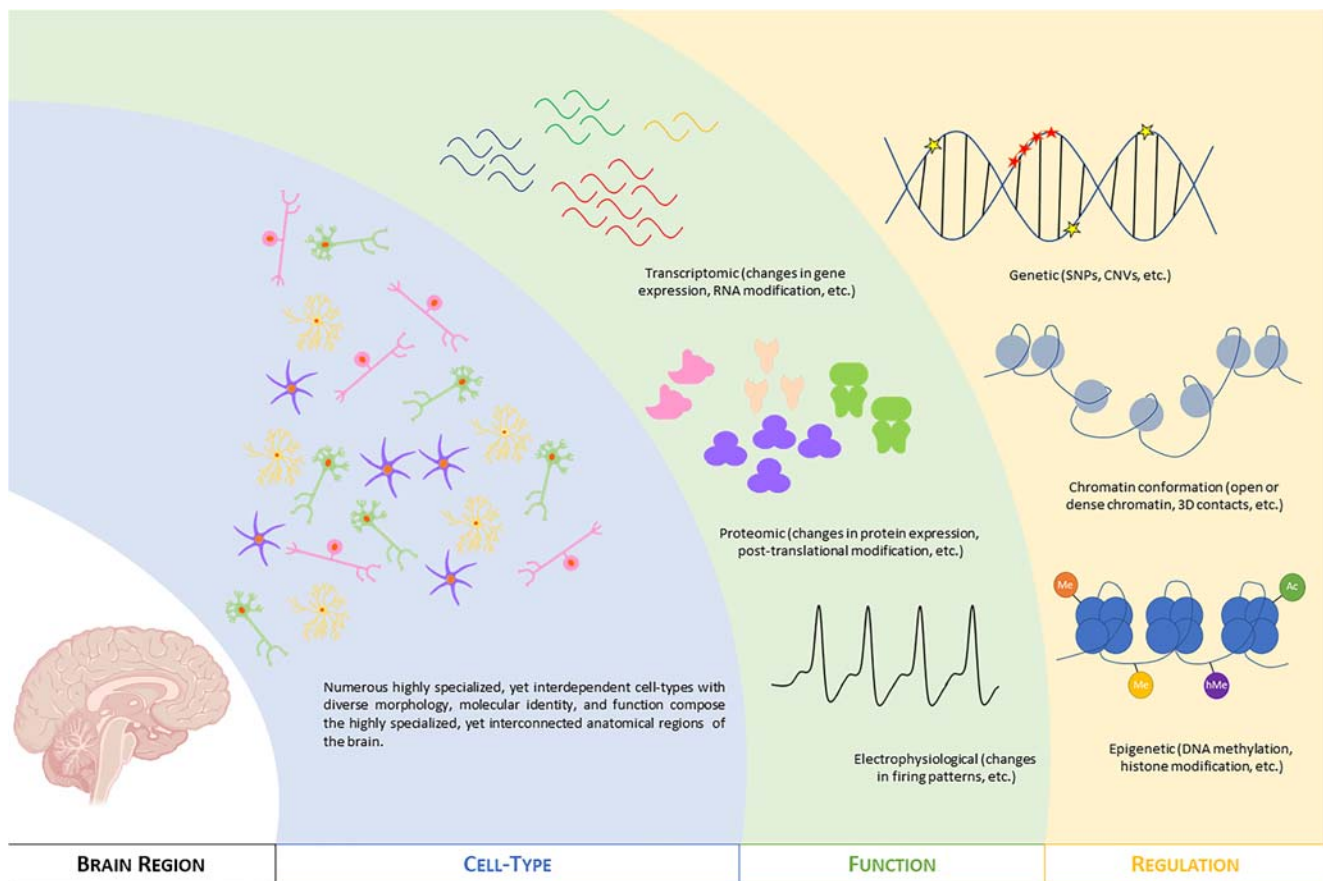 Transcriptomic (changes in gene
expression, RNA modification, etc.)
Genetic (SNPs, CNVs, etc.)
Chromatin conformation (open or
dense chromatin, 3D contacts, etc.)
Proteomic (changes in protein expression,
post-translational modification, etc.)
Me
Ac
Me
hMe
Numerous highly specialized, yet interdependent cell-types with
diverse morphology, molecular identity, and function compose
the highly specialized, yet interconnected anatomical regions of
the brain.
Electrophysiological (changes
in firing patterns, etc.)
Epigenetic (DNA methylation,
histone modification, etc.)
BRAIN REGION
CELL-TYPE
FUNCTION
REGULATION